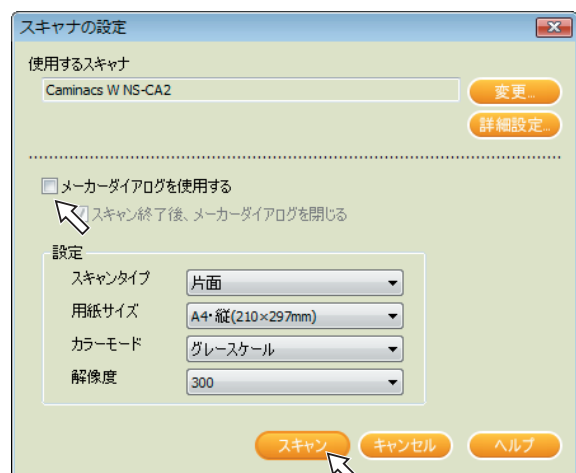 スキャナの設定
使用するスキャナ
Caminacs W NS-CA2
変更...
詳細設定...
メーカーダイアログを使用する
スキャン終了後、メーカーダイアログを閉じる
設定
スキャンタイプ 片面
用紙サイズ A4・縦(210×297mm)
カラーモード グレースケール
解像度 300
スキャン キャンセル ヘルプ